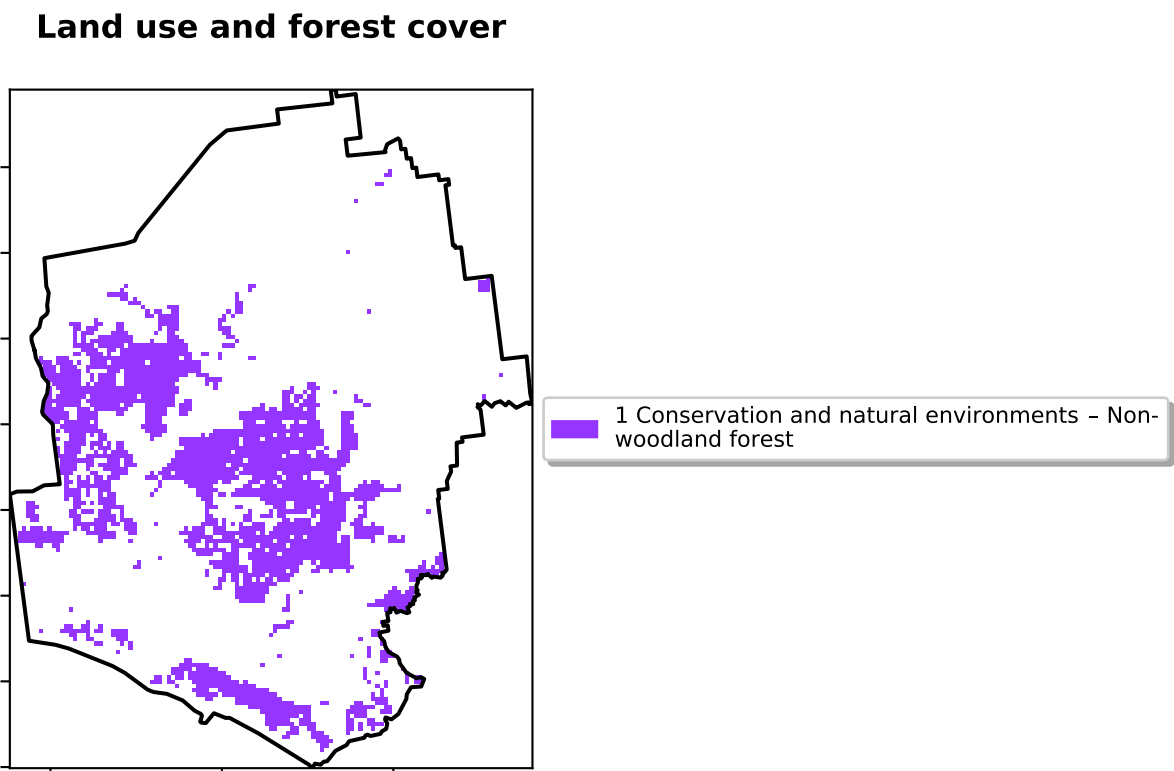 Land use and forest cover
1 Conservation and natural environments – Non-
woodland forest